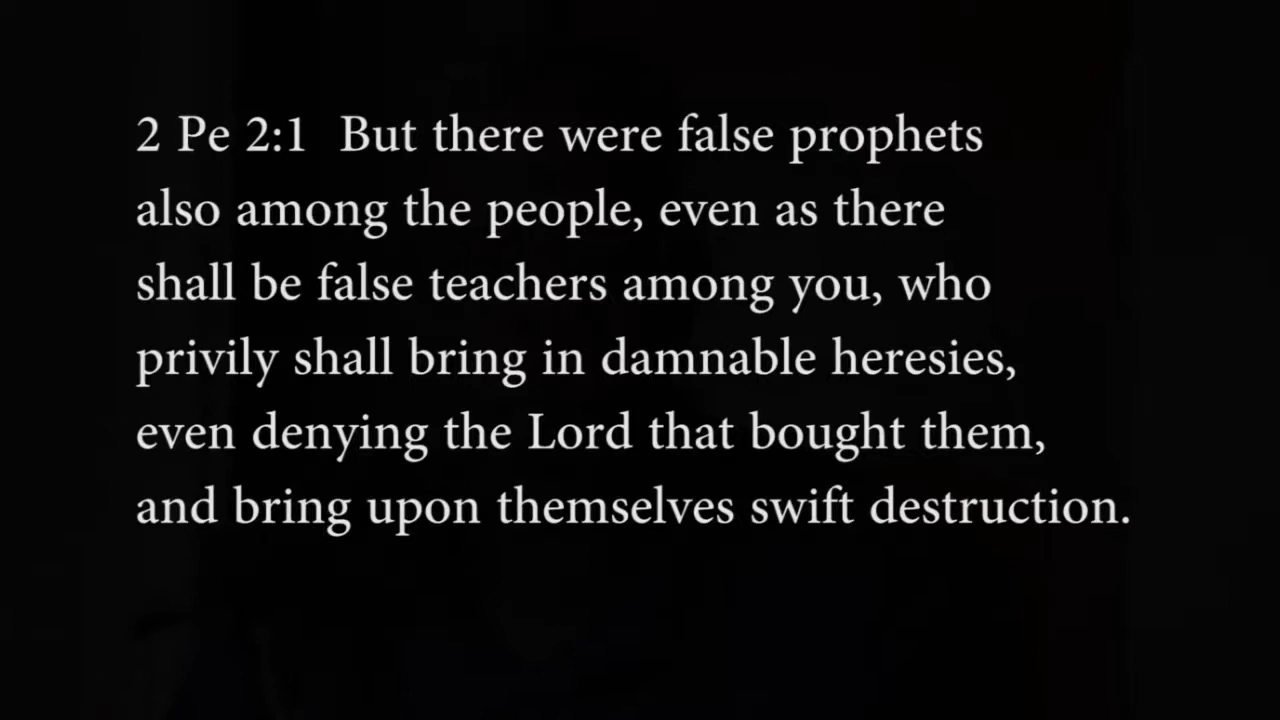 2 Pe 2:1  But there were false prophets
also among the people, even as there
shall be false teachers among you, who
privily shall bring in damnable heresies,
even denying the Lord that bought them,
and bring upon themselves swift destruction.